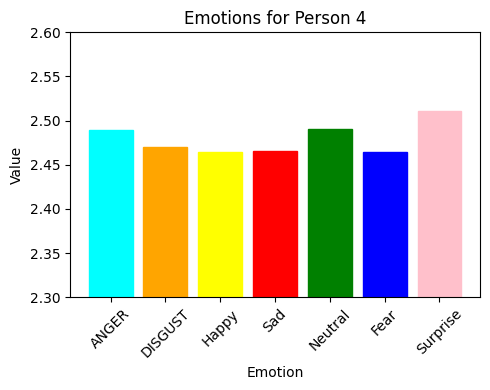 Emotions for Person 4
2.60
2.55
2.50
2.45
2.40
2.35
2.30
Value
ANGER
DISGUST
Happy
Sad
Neutral
Fear
Surprise
Emotion